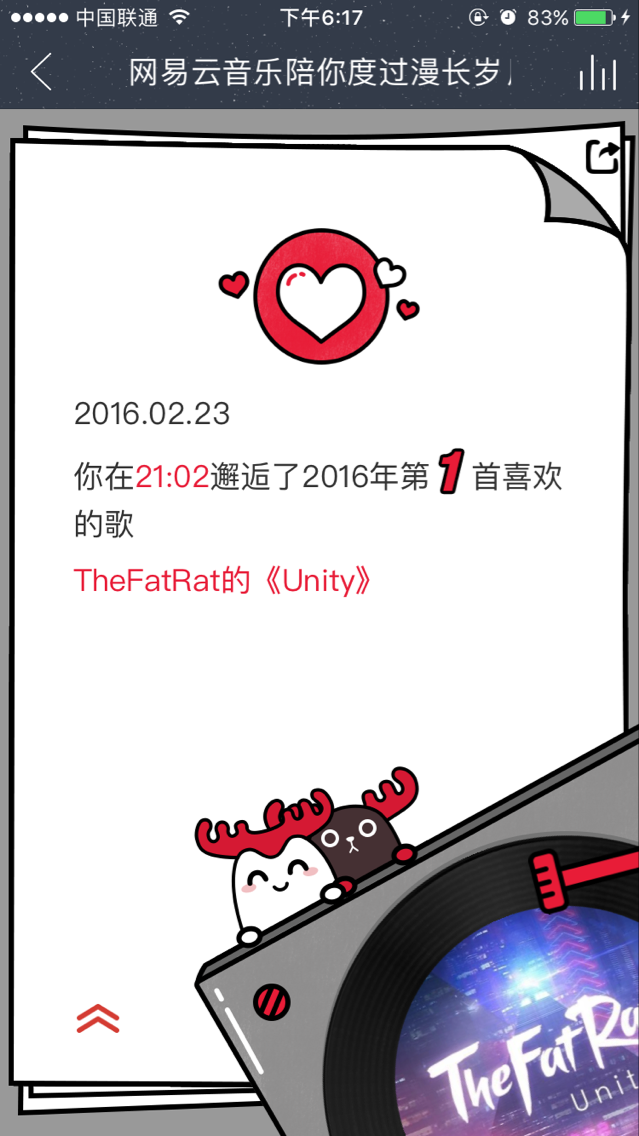 中国联通
下午6:17
83%
网易云音乐陪你度过漫长岁
2016.02.23
你在21:02邂逅了2016年第1首喜欢
的歌
TheFatRat的《Unity》
TheFatRa
Unit